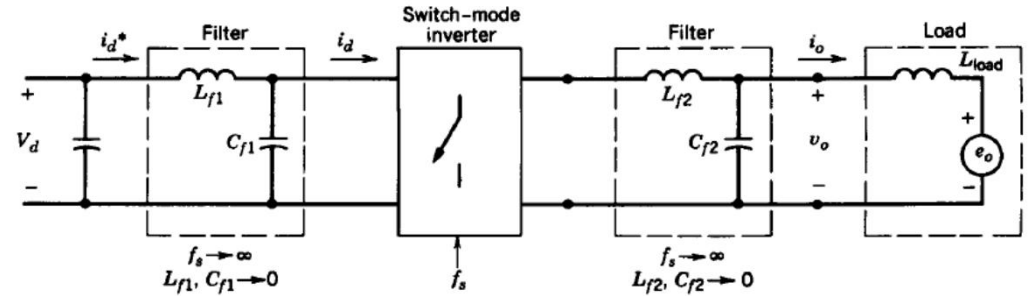 Switch-mode
inverter
Filter
Filter
Load
i_d*
i_d
i_o
L_load
L_f1
L_f2
+
+
+
V_d
C_f1
C_f2
v_o
e_o
−
−
−
f_s→∞
L_f1, C_f1→0
f_s
f_s→∞
L_f2, C_f2→0